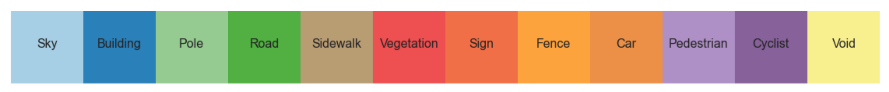 Sky Building Pole Road Sidewalk Vegetation Sign Fence Car Pedestrian Cyclist Void